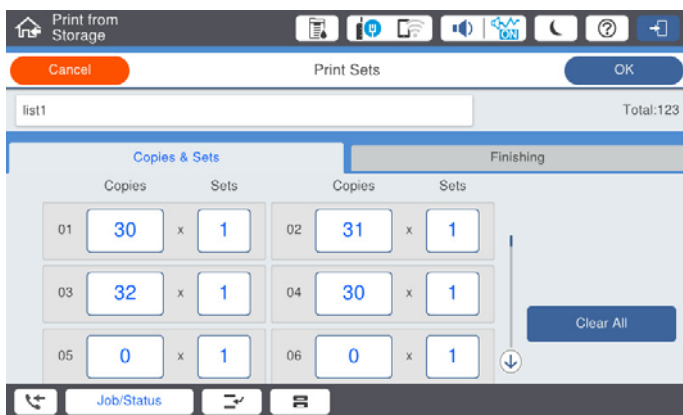 Print from
Storage
ON
Cancel
Print Sets
OK
list1
Total:123
Copies & Sets
Finishing
Copies Sets Copies Sets
01 30 x 1 02 31 x 1
03 32 x 1 04 30 x 1
Clear All
05 0 x 1 06 0 x 1
Job/Status